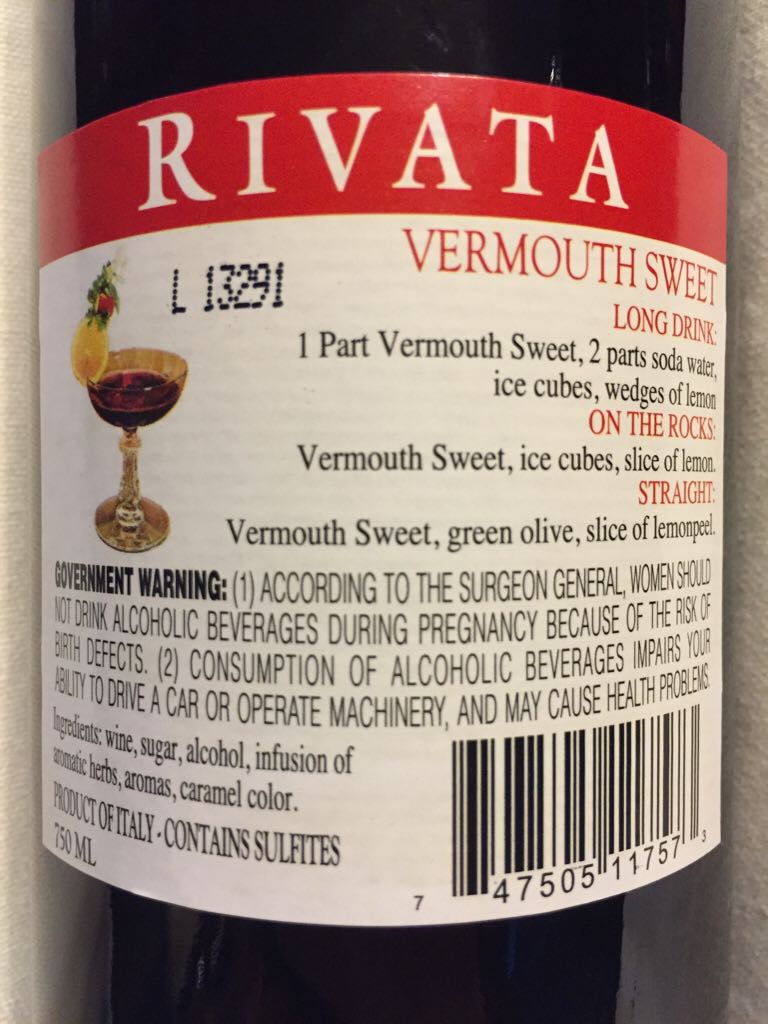 RIVATA
L 13291
VERMOUTH SWEET
LONG DRINK:
1 Part Vermouth Sweet, 2 parts soda water,
ice cubes, wedges of lemon
ON THE ROCKS:
Vermouth Sweet, ice cubes, slice of lemon.
STRAIGHT:
Vermouth Sweet, green olive, slice of lemonpeel.
GOVERNMENT WARNING: (1) ACCORDING TO THE SURGEON GENERAL, WOMEN SHOULD
NOT DRINK ALCOHOLIC BEVERAGES DURING PREGNANCY BECAUSE OF THE RISK OF
BIRTH DEFECTS. (2) CONSUMPTION OF ALCOHOLIC BEVERAGES IMPAIRS YOUR
ABILITY TO DRIVE A CAR OR OPERATE MACHINERY, AND MAY CAUSE HEALTH PROBLEMS.
Ingredients: wine, sugar, alcohol, infusion of
aromatic herbs, aromas, caramel color.
PRODUCT OF ITALY - CONTAINS SULFITES
750 ML
7 47505 11757 3